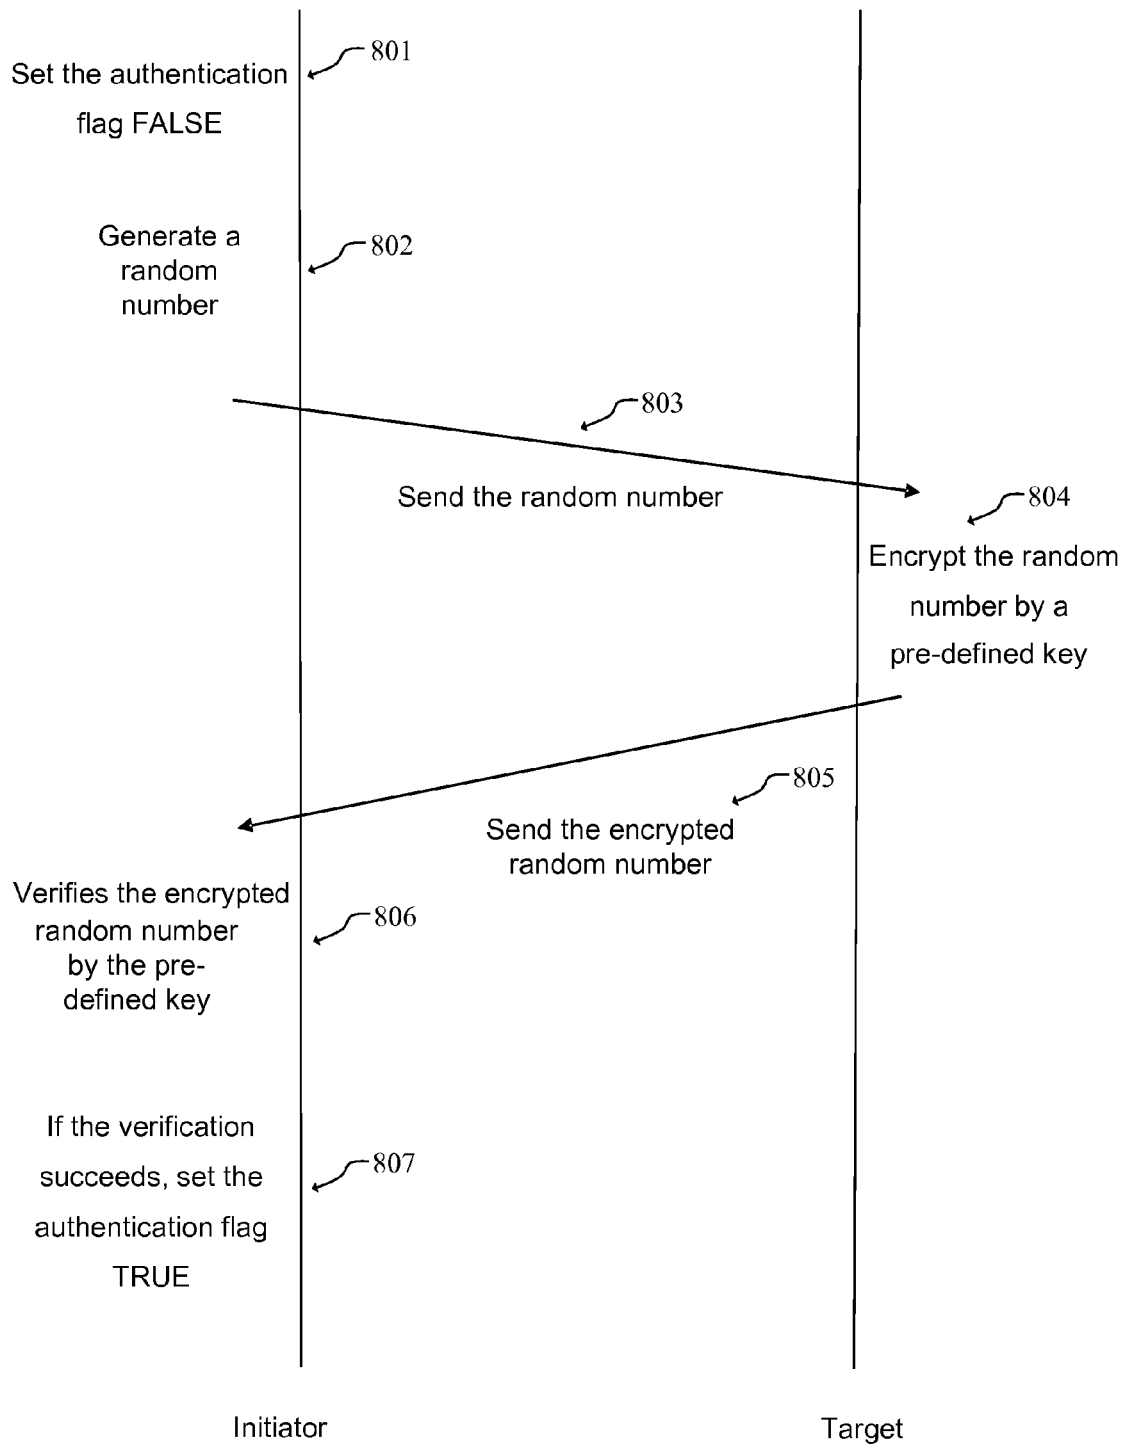 801
Set the authentication
flag FALSE
802
Generate a
random
number
803
Send the random number
804
Encrypt the random
number by a
pre-defined key
805
Send the encrypted
random number
Verifies the encrypted
806
random number
by the pre-
defined key
If the verification
807
succeeds, set the
authentication flag
TRUE
Initiator
Target